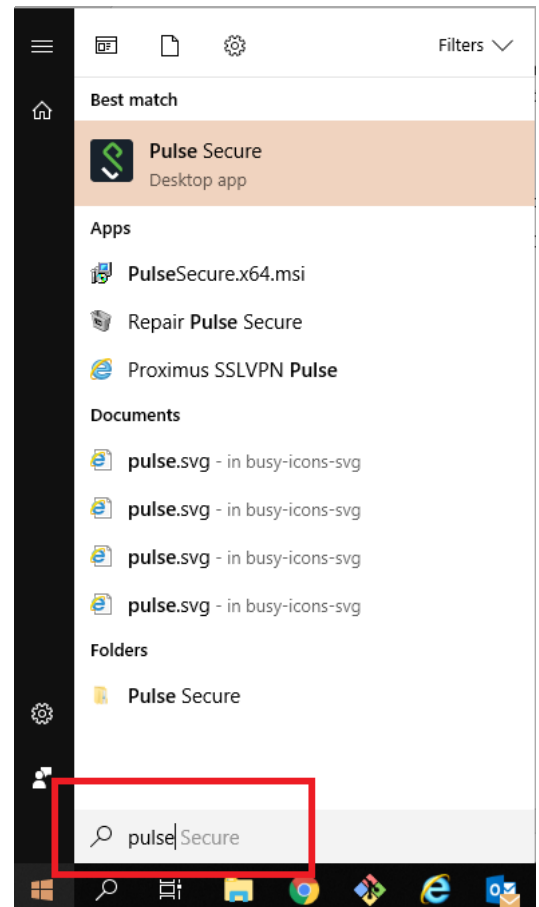 Filters
Best match
Pulse Secure
Desktop app
Apps
PulseSecure.x64.msi
Repair Pulse Secure
Proximus SSLVPN Pulse
Documents
pulse.svg - in busy-icons-svg
pulse.svg - in busy-icons-svg
pulse.svg - in busy-icons-svg
pulse.svg - in busy-icons-svg
Folders
Pulse Secure
pulse Secure